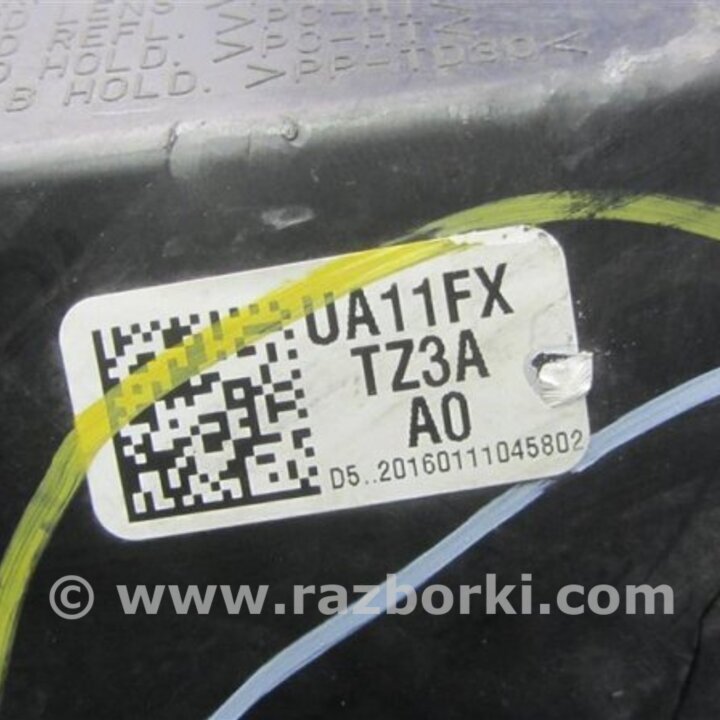 LENS >PC-HT<
D REFL. >PC-HT<
D HOLD. >PC-HT<
B HOLD. >PP-TD30<
UA11FX
TZ3A
A0
D5..20160111045802
© www.razborki.com